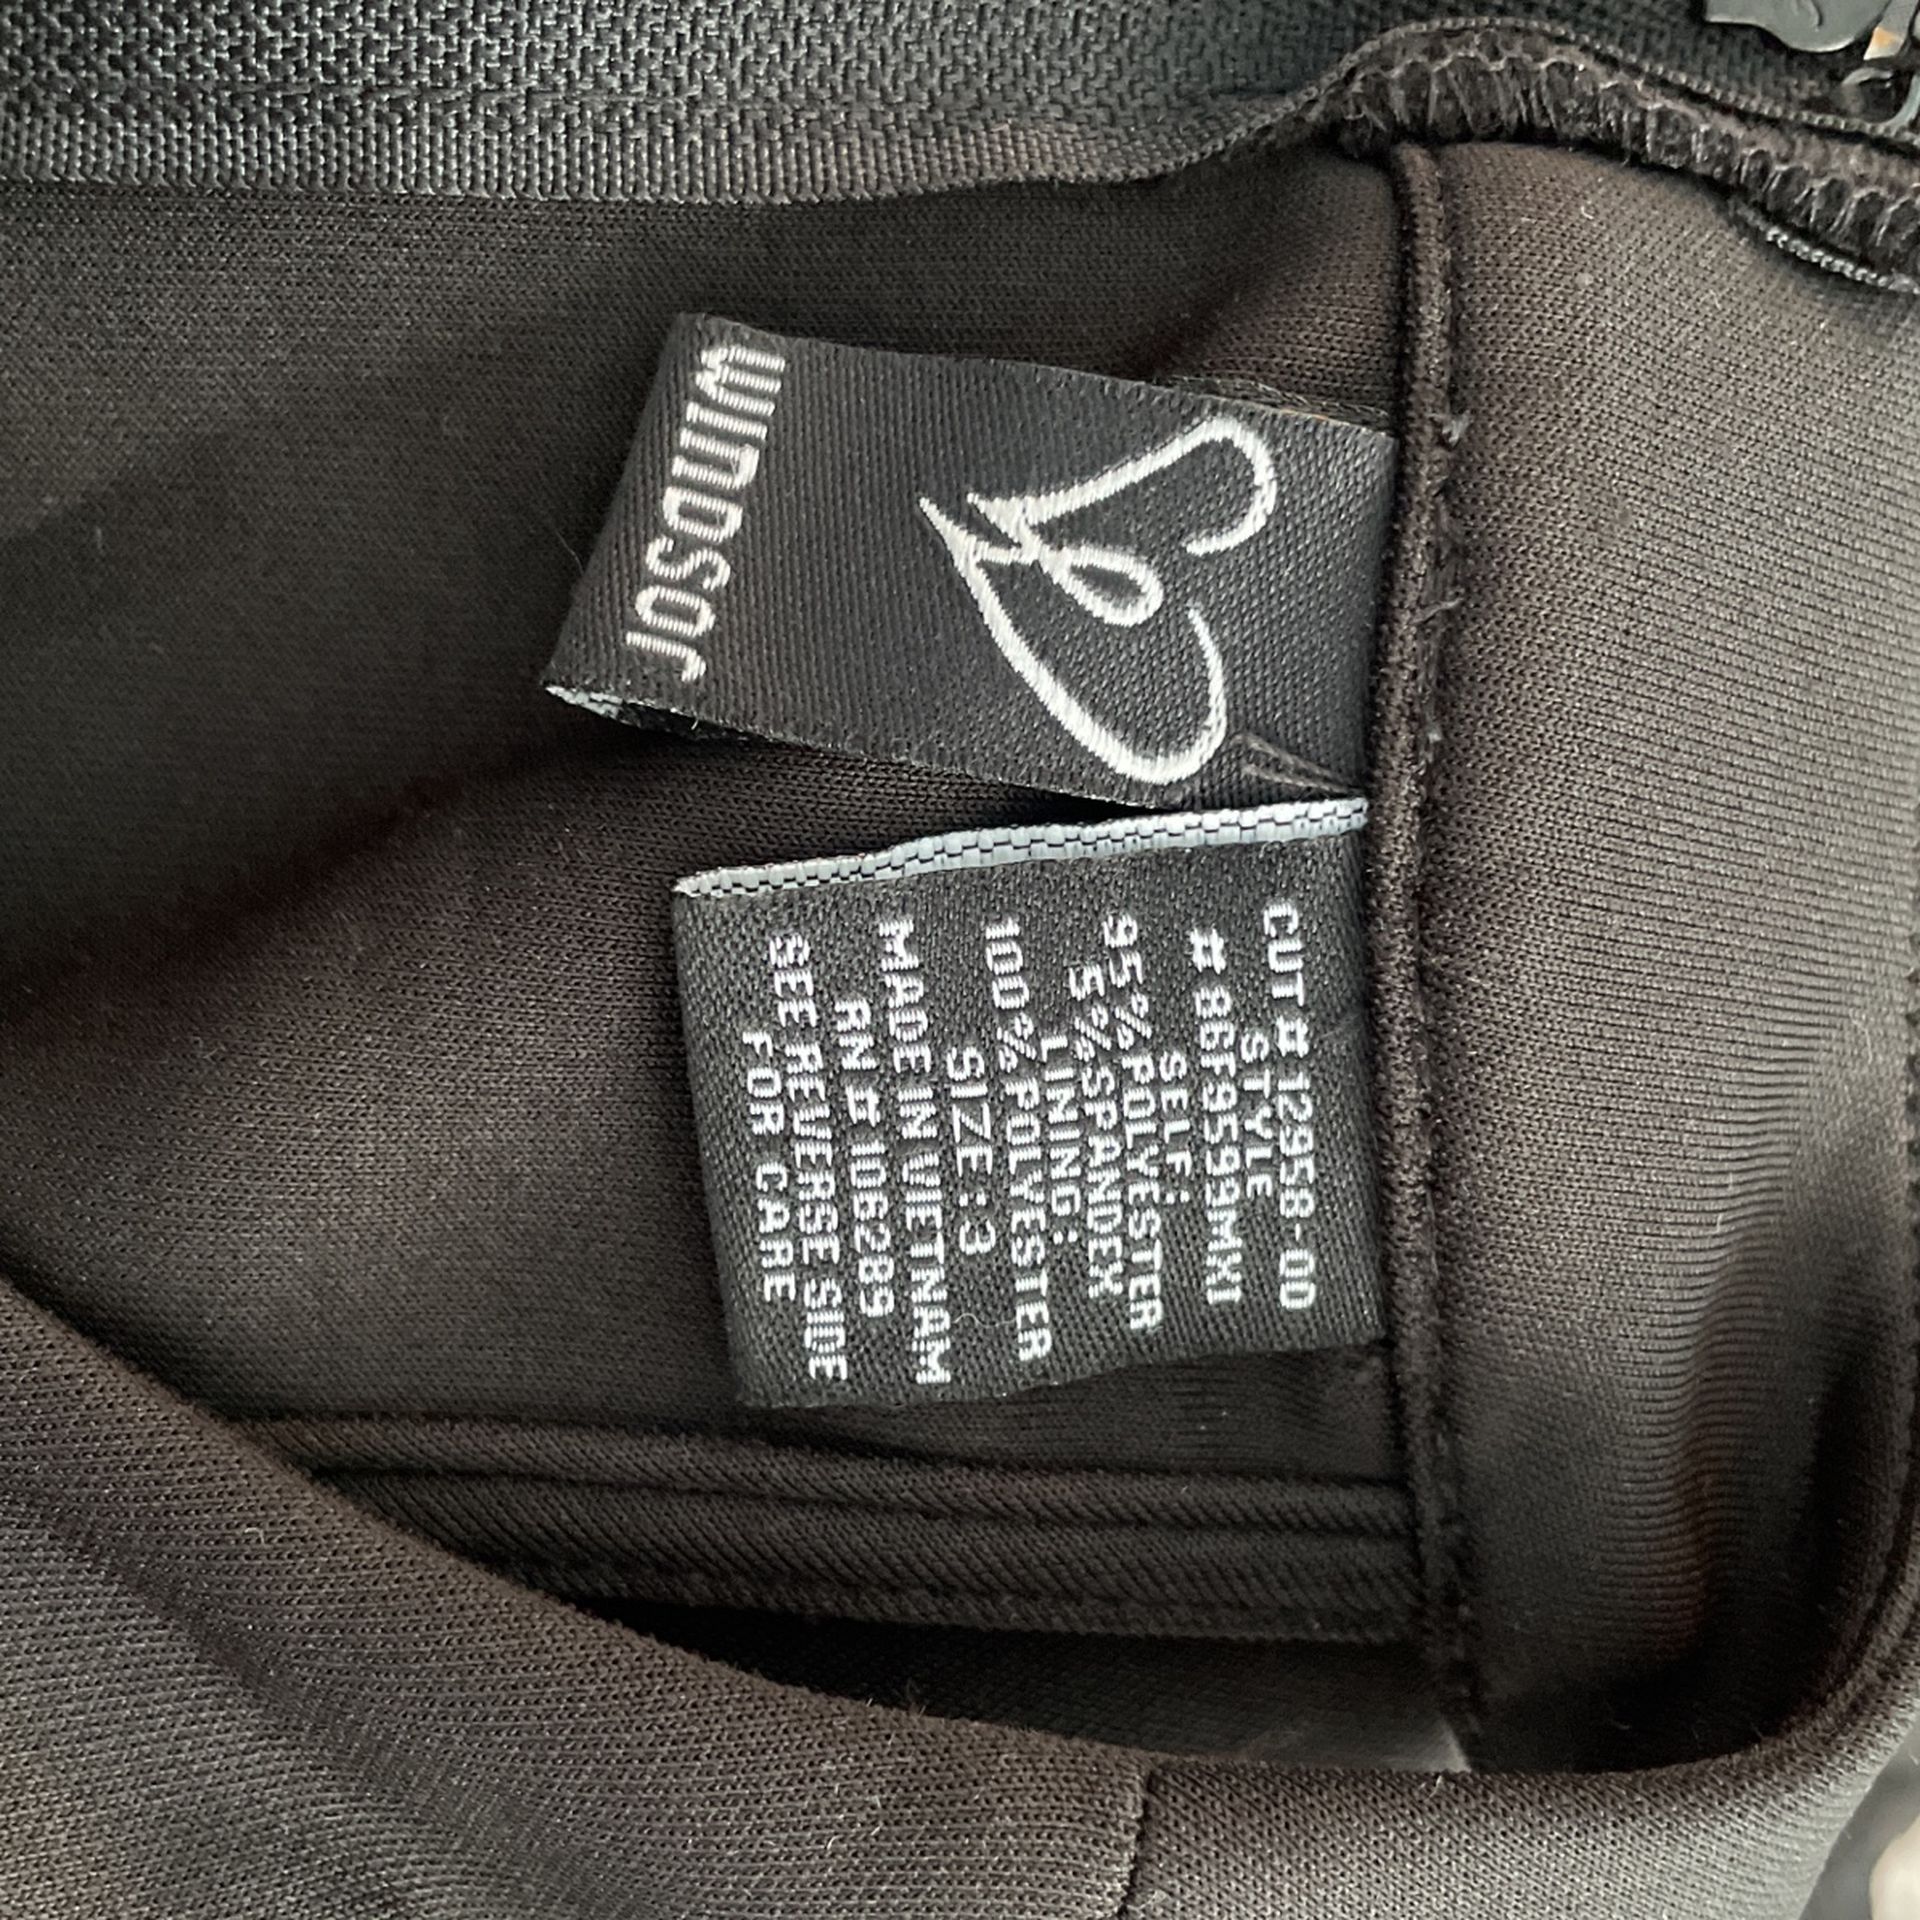 WINDSOR
CUT# 12958-00
STYLE
# 86F9599MX1
SELF:
95% POLYESTER
5% SPANDEX
LINING:
100% POLYESTER
SIZE: 3
MADE IN VIETNAM
RN# 106289
SEE REVERSE SIDE
FOR CARE